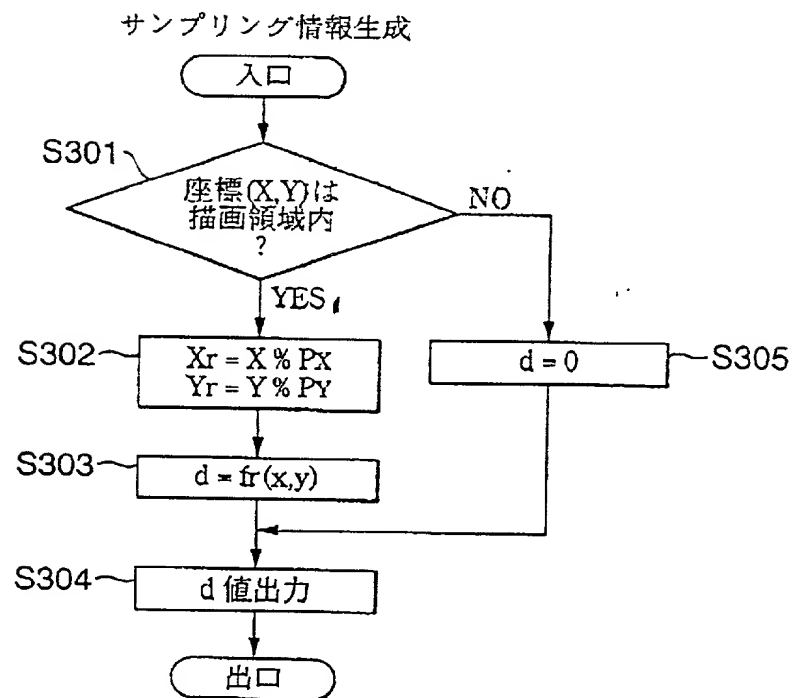 サンプリング情報生成
入口
S301
座標(X,Y)は
描画領域内
?
NO
YES
S302
Xr = X % PX
Yr = Y % PY
S305
d = 0
S303
d = fr(x,y)
S304
d 値出力
出口